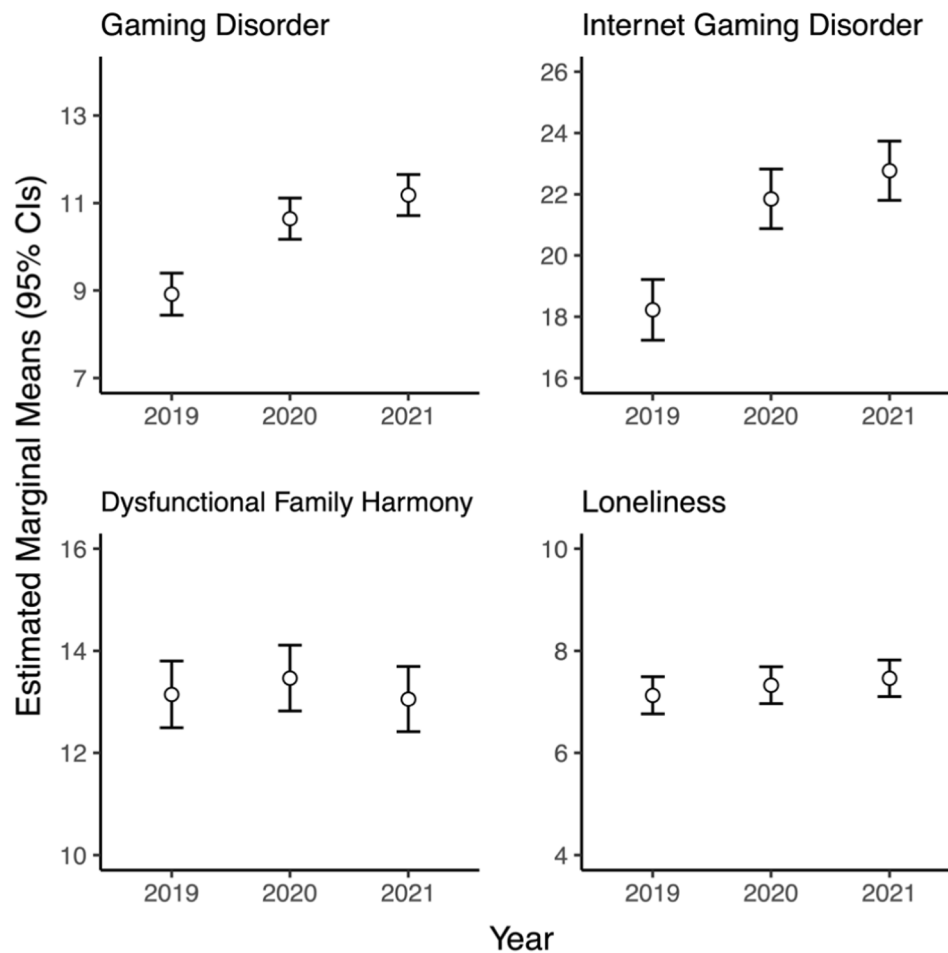 Gaming Disorder
Internet Gaming Disorder
Estimated Marginal Means (95% CIs)
13
11
9
7
2019 2020 2021
26
24
22
20
18
16
2019 2020 2021
Dysfunctional Family Harmony
Loneliness
16
14
12
10
2019 2020 2021
10
8
6
4
2019 2020 2021
Year